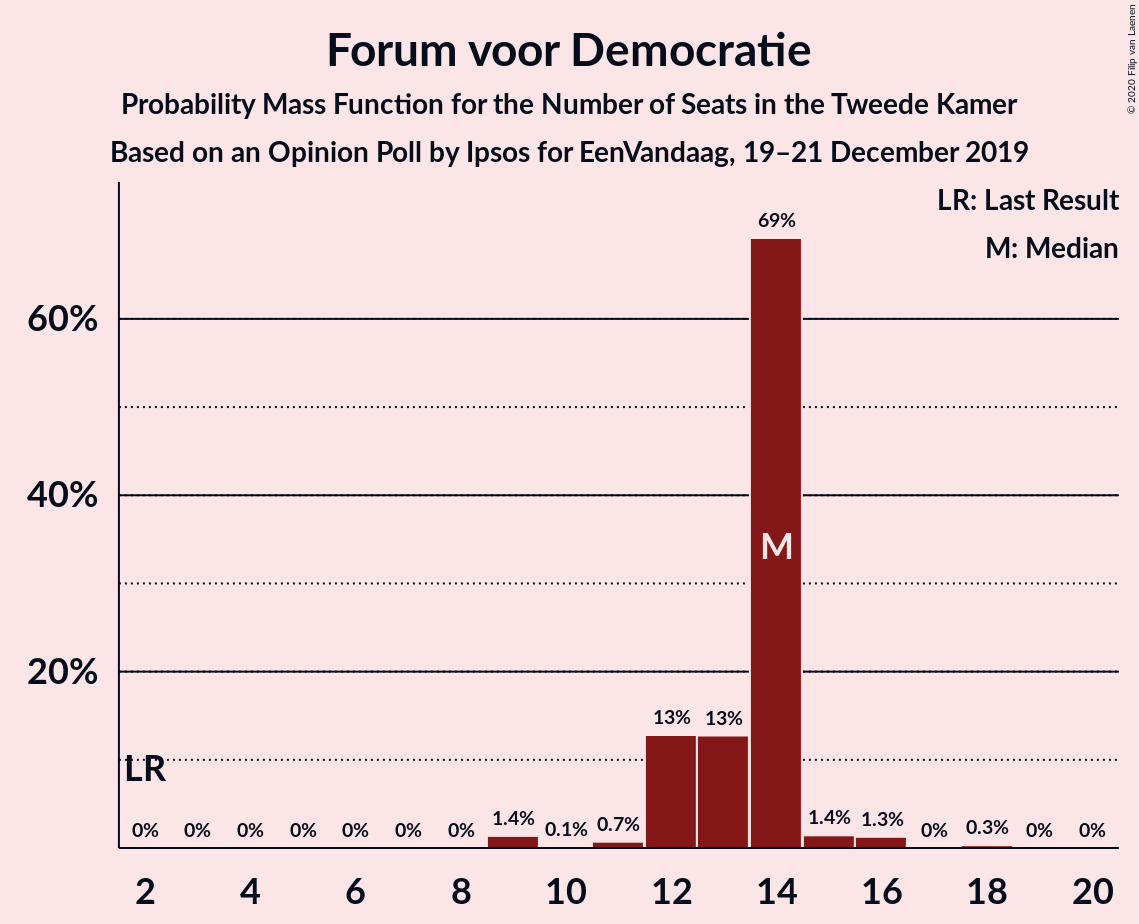 Forum voor Democratie
Probability Mass Function for the Number of Seats in the Tweede Kamer
Based on an Opinion Poll by Ipsos for EenVandaag, 19–21 December 2019
© 2020 Filip van Laenen
LR: Last Result
M: Median
69%
60%
40%
M
20%
13% 13%
LR
0% 0% 0% 0% 0% 0% 0% 1.4% 0.1% 0.7% 1.4% 1.3% 0% 0.3% 0% 0%
2 4 6 8 10 12 14 16 18 20